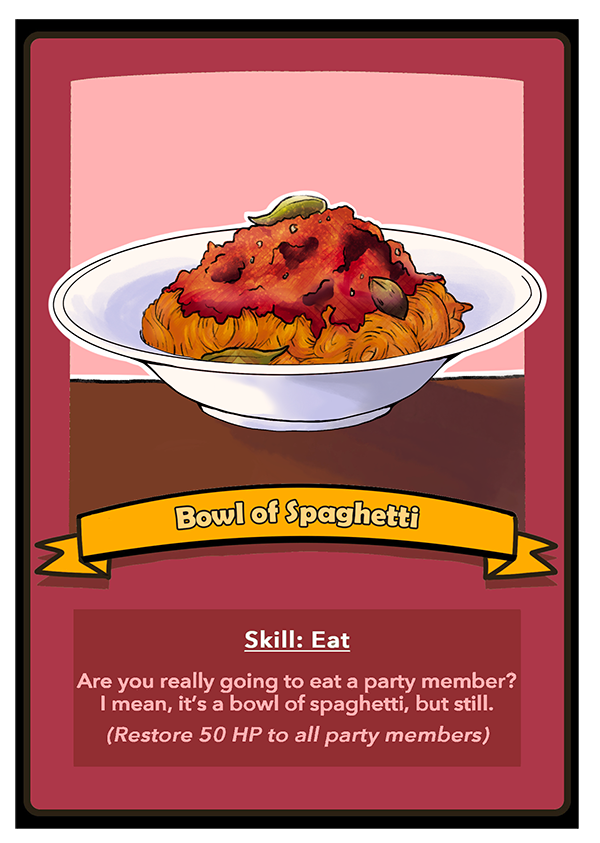 Bowl of Spaghetti
Skill: Eat
Are you really going to eat a party member?
I mean, it's a bowl of spaghetti, but still.
(Restore 50 HP to all party members)